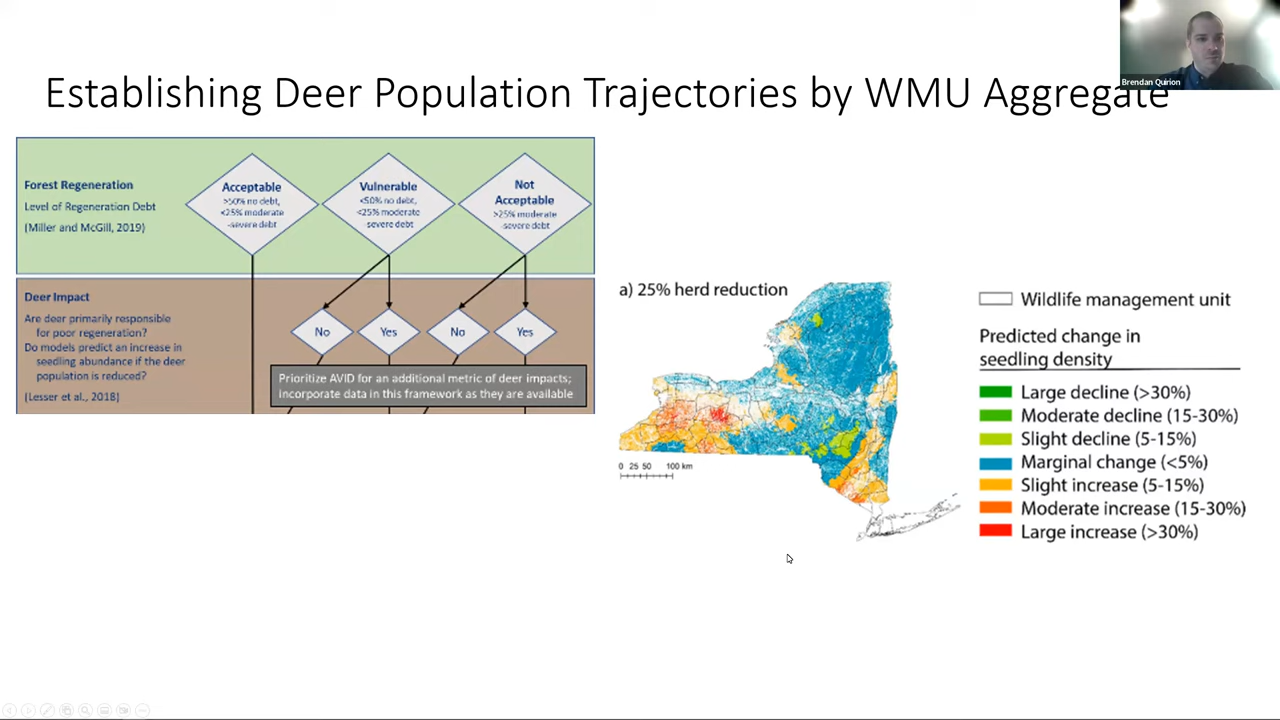 Brendan Quirion
Establishing Deer Population Trajectories by WMU Aggregate
Forest Regeneration
Level of Regeneration Debt
(Miller and McGill, 2019)
Acceptable
>50% no debt,
<25% moderate
-severe debt
Vulnerable
<50% no debt,
<25% moderate
severe debt
Not
Acceptable
>25% moderate
-severe debt
Deer Impact
Are deer primarily responsible
for poor regeneration?
Do models predict an increase in
seedling abundance if the deer
population is reduced?
(Lesser et al., 2018)
No
Yes
No
Yes
Prioritize AVID for an additional metric of deer impacts;
incorporate data in this framework as they are available
a) 25% herd reduction
0 25 50 100 km
Wildlife management unit
Predicted change in
seedling density
Large decline (>30%)
Moderate decline (15-30%)
Slight decline (5-15%)
Marginal change (<5%)
Slight increase (5-15%)
Moderate increase (15-30%)
Large increase (>30%)